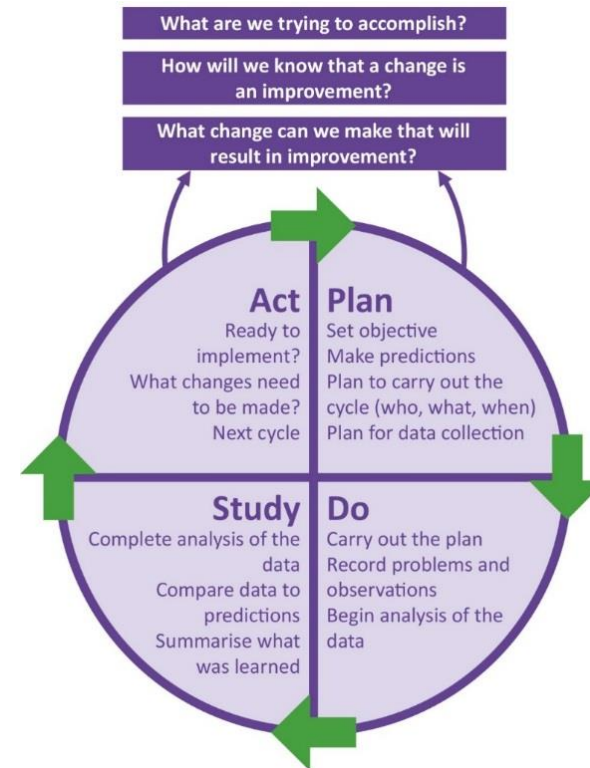 What are we trying to accomplish?
How will we know that a change is
an improvement?
What change can we make that will
result in improvement?
Act
Ready to
implement?
What changes need
to be made?
Next cycle
Plan
Set objective
Make predictions
Plan to carry out the
cycle (who, what, when)
Plan for data collection
Study
Complete analysis of the
data
Compare data to
predictions
Summarise what
was learned
Do
Carry out the plan
Record problems and
observations
Begin analysis of the
data